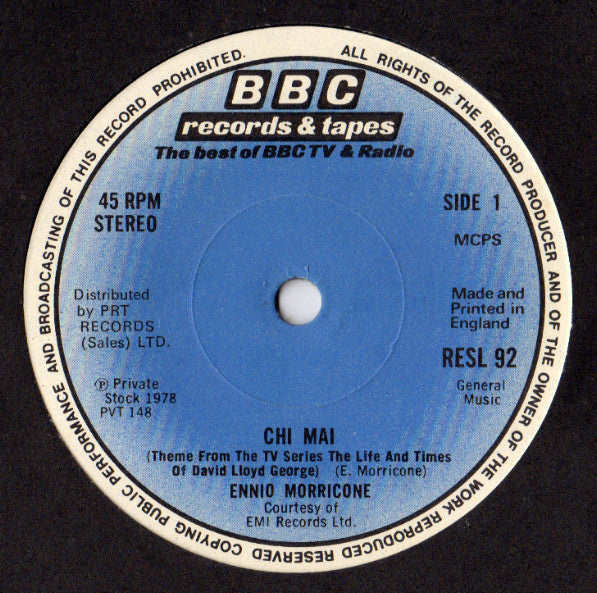 ALL RIGHTS OF THE RECORD PRODUCER AND OF THE OWNER OF THE WORK REPRODUCED RESERVED COPYING PUBLIC PERFORMANCE AND BROADCASTING OF THIS RECORD PROHIBITED.
BBC
records & tapes
The best of BBC TV & Radio
45 RPM
STEREO
SIDE 1
MCPS
Distributed
by PRT
RECORDS
(Sales) LTD.
Made and
Printed in
England
RESL 92
General
Music
Ⓟ Private
Stock 1978
PVT 148
CHI MAI
(Theme From The TV Series The Life And Times
Of David Lloyd George) (E. Morricone)
ENNIO MORRICONE
Courtesy of
EMI Records Ltd.